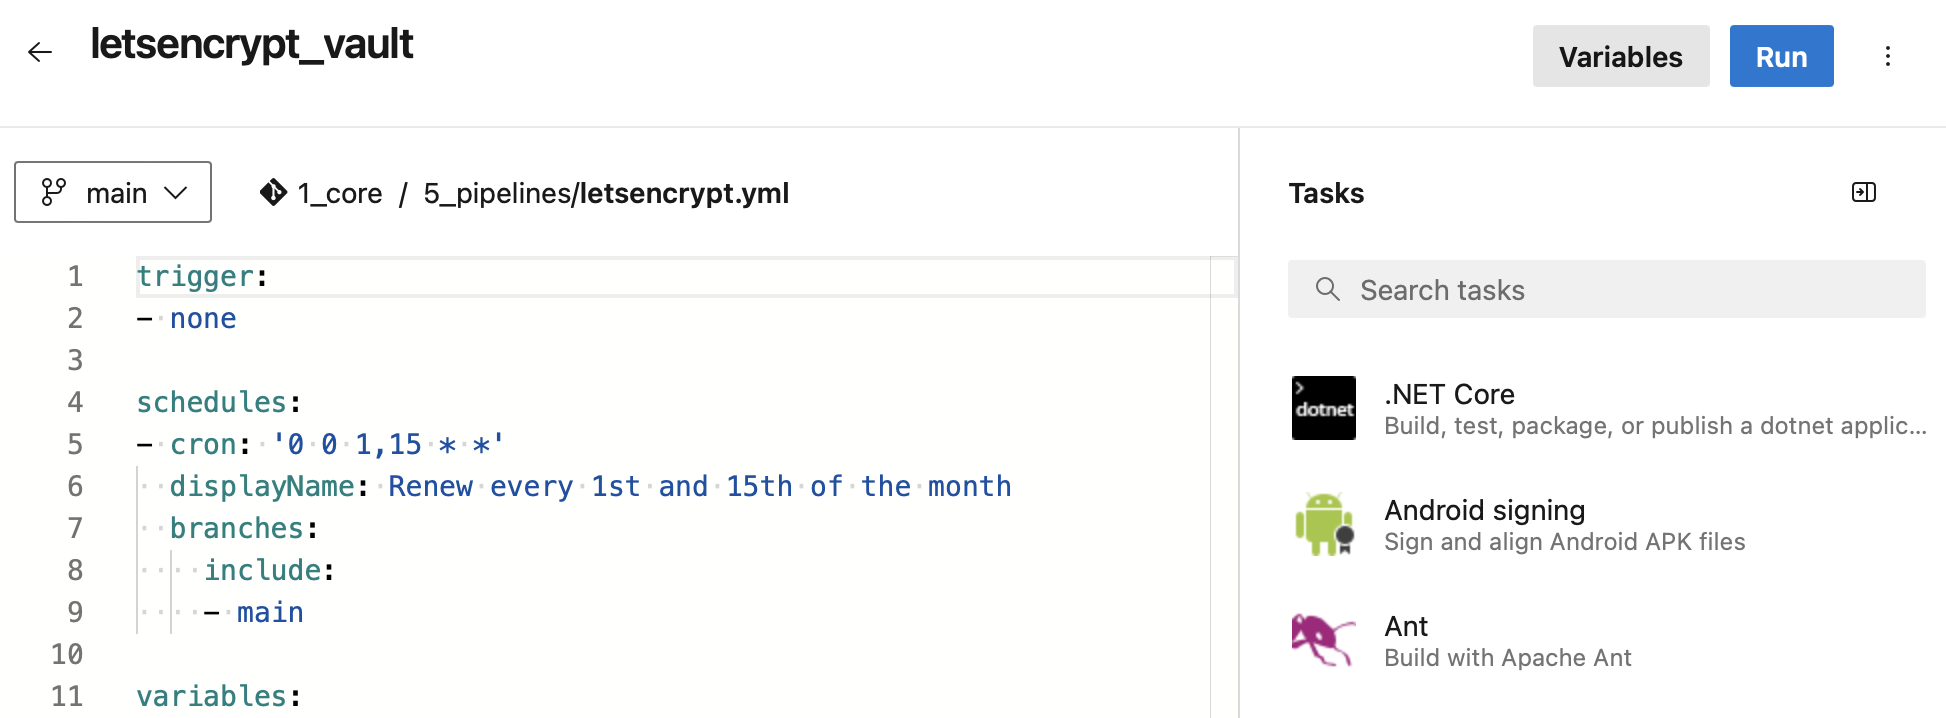 letsencrypt_vault
Variables
Run
main
1_core / 5_pipelines/letsencrypt.yml
1 trigger:
2 - none
3
4 schedules:
5 - cron: '0 0 1,15 * *'
6   displayName: Renew every 1st and 15th of the month
7   branches:
8     include:
9     - main
10
11 variables:
Tasks
Search tasks
dotnet
.NET Core
Build, test, package, or publish a dotnet applic...
Android signing
Sign and align Android APK files
Ant
Build with Apache Ant